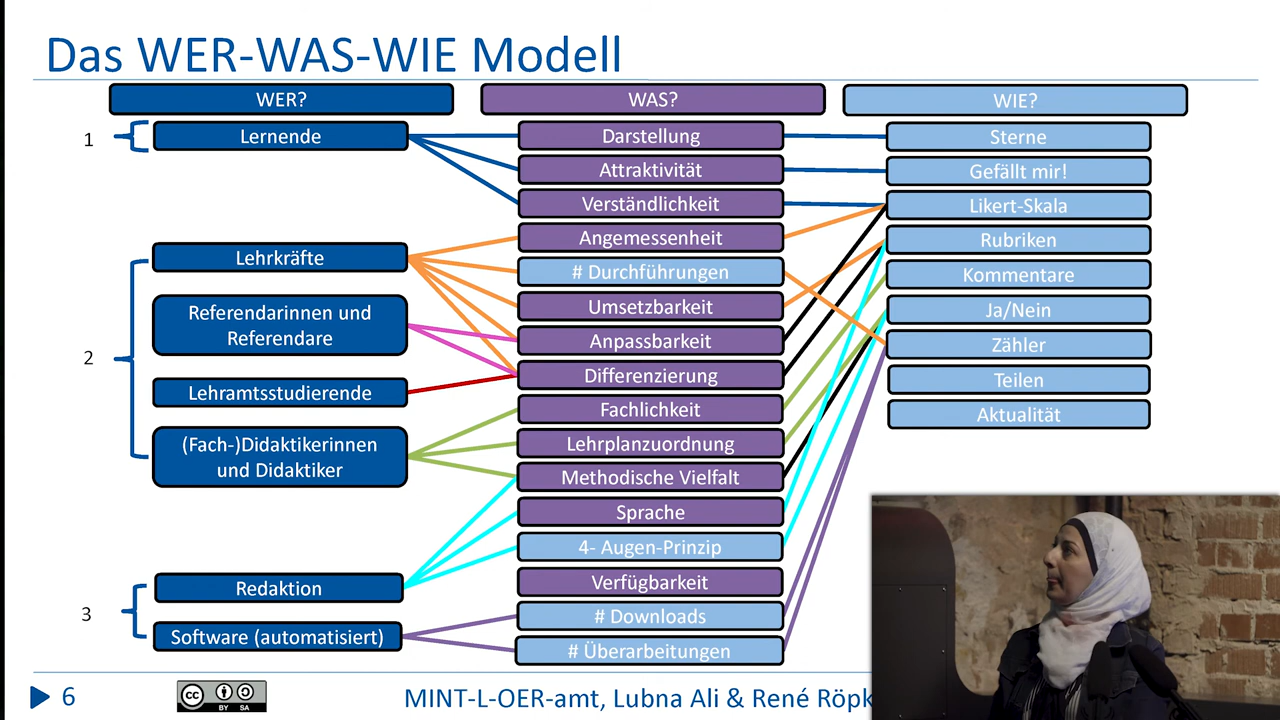 Das WER-WAS-WIE Modell
WER?
WAS?
WIE?
1
Lernende
Darstellung
Sterne
Attraktivität
Gefällt mir!
Verständlichkeit
Likert-Skala
Angemessenheit
Rubriken
2
Lehrkräfte
# Durchführungen
Kommentare
Referendarinnen und
Referendare
Umsetzbarkeit
Ja/Nein
Anpassbarkeit
Zähler
Lehramtsstudierende
Differenzierung
Teilen
Fachlichkeit
Aktualität
(Fach-)Didaktikerinnen
und Didaktiker
Lehrplanzuordnung
Methodische Vielfalt
Sprache
4- Augen-Prinzip
3
Redaktion
Verfügbarkeit
# Downloads
Software (automatisiert)
# Überarbeitungen
6
CC
BY SA
MINT-L-OER-amt, Lubna Ali & René Röpk